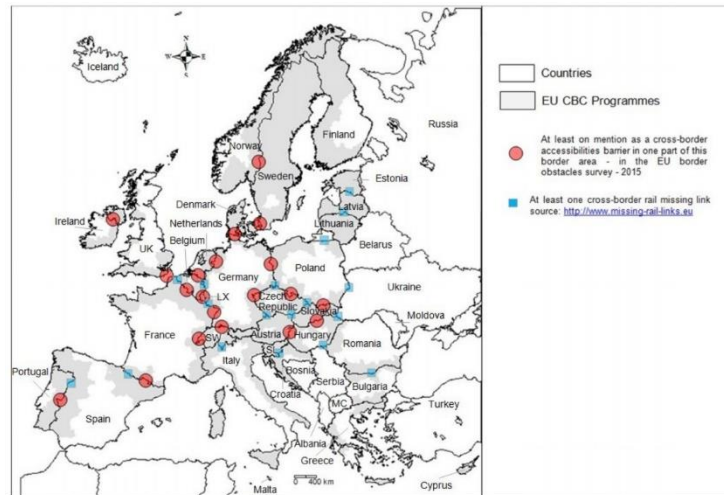 Iceland
Norway
Finland
Russia
Sweden
Estonia
Denmark
Latvia
Netherlands
Lithuania
Ireland
Belgium
Belarus
UK
Germany
Poland
LX
Czech
Republic
Ukraine
Slovakia
Moldova
France
SW
Austria
Hungary
Romania
Italy
Sl
Bosnia
Portugal
Serbia
Bulgaria
Croatia
Spain
MC
Turkey
Albania
Greece
0 400 km
Malta
Cyprus
Countries
EU CBC Programmes
At least on mention as a cross-border
accessibilities barrier in one part of this
border area - in the EU border
obstacles survey - 2015
At least one cross-border rail missing link
source: http://www.missing-rail-links.eu